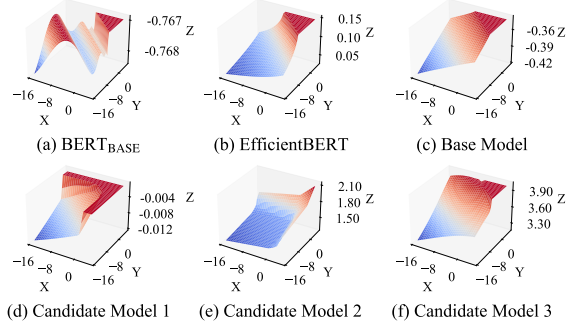 -0.767
Z
-0.768
-16
-8
0
X
-16
-8
0
Y
(a) BERT_BASE
0.15
Z
0.10
0.05
-16
-8
0
X
-16
-8
0
Y
(b) EfficientBERT
-0.36
Z
-0.39
-0.42
-16
-8
0
X
-16
-8
0
Y
(c) Base Model
-0.004
Z
-0.008
-0.012
-16
-8
0
X
-16
-8
0
Y
(d) Candidate Model 1
2.10
Z
1.80
1.50
-16
-8
0
X
-16
-8
0
Y
(e) Candidate Model 2
3.90
Z
3.60
3.30
-16
-8
0
X
-16
-8
0
Y
(f) Candidate Model 3